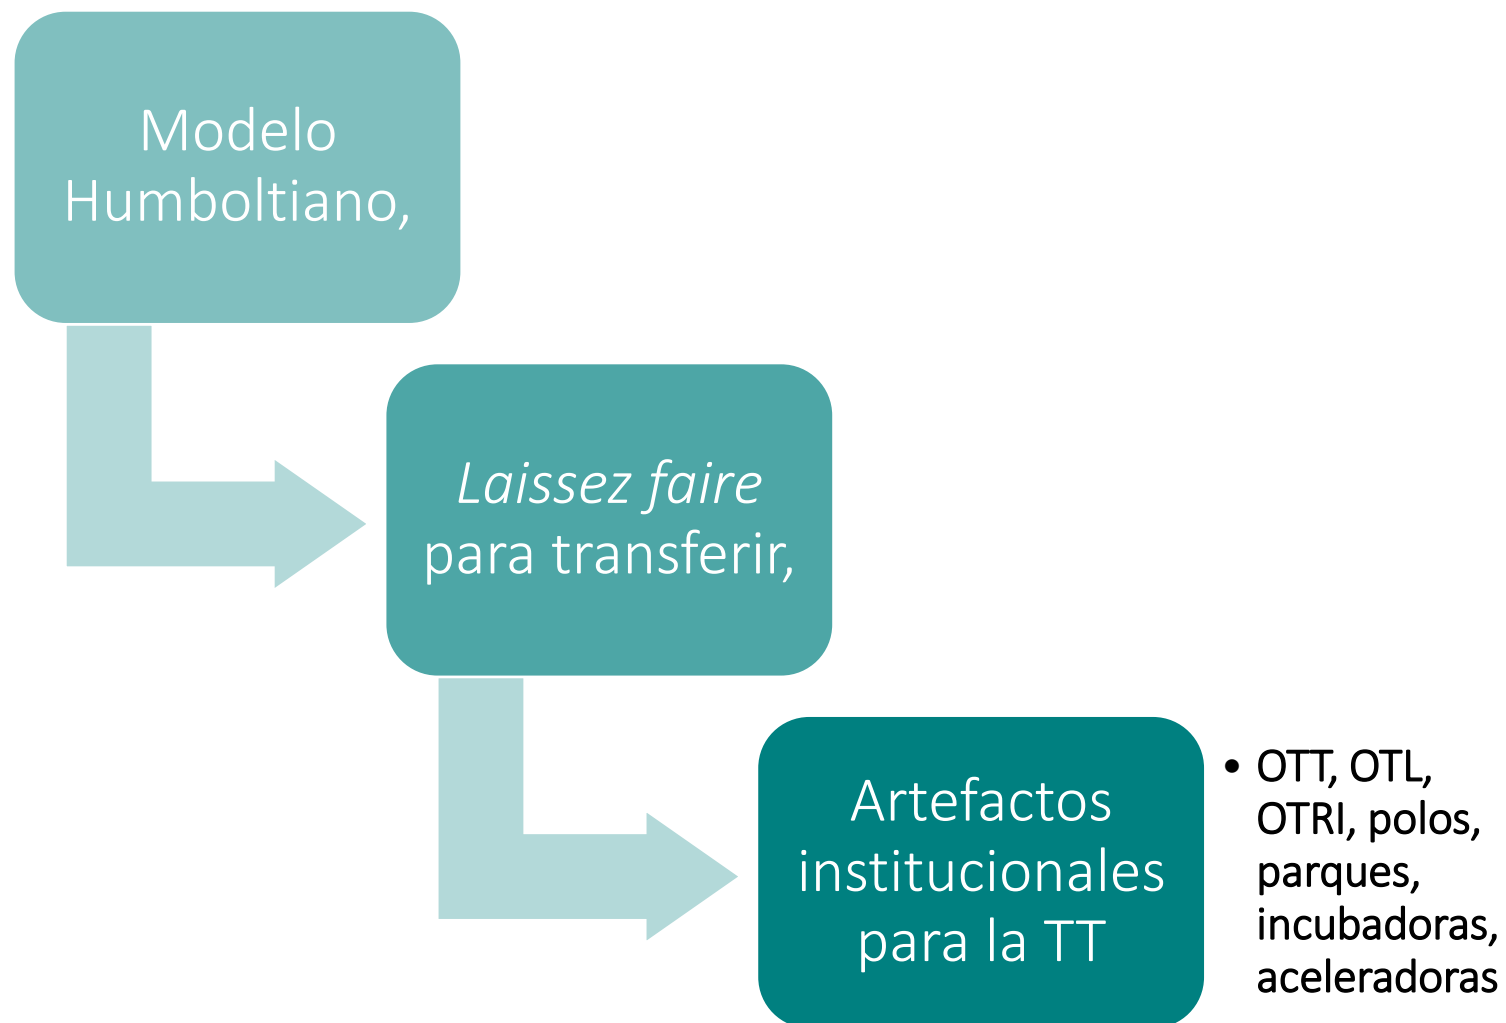 Modelo
Humboltiano,
Laissez faire
para transferir,
Artefactos
institucionales
para la TT
• OTT, OTL,
OTRI, polos,
parques,
incubadoras,
aceleradoras